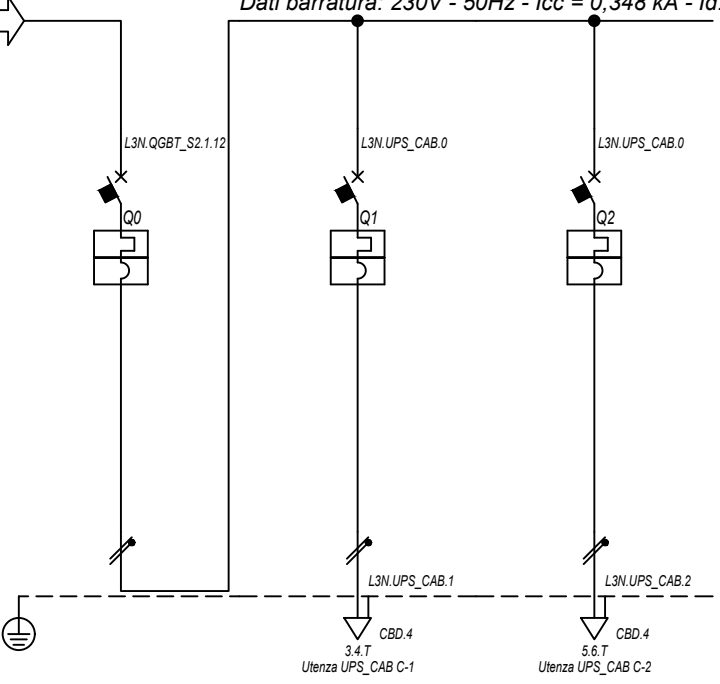 Dati barratura: 230V - 50Hz - Icc = 0,348 kA - Id
L3N.QGBT_S2.1.12
L3N.UPS_CAB.0
L3N.UPS_CAB.0
Q0
Q1
Q2
L3N.UPS_CAB.1
L3N.UPS_CAB.2
CBD.4
CBD.4
3.4.T
5.6.T
Utenza UPS_CAB C-1
Utenza UPS_CAB C-2